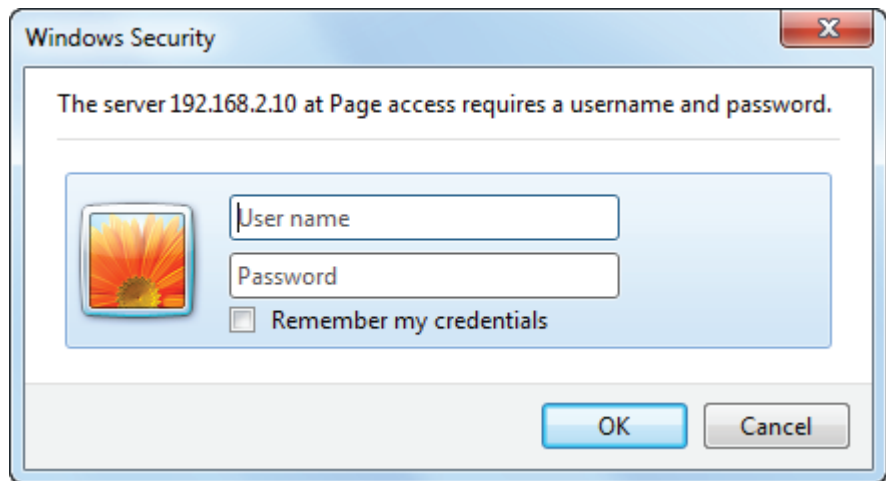 Windows Security
The server 192.168.2.10 at Page access requires a username and password.
User name
Password
Remember my credentials
OK
Cancel